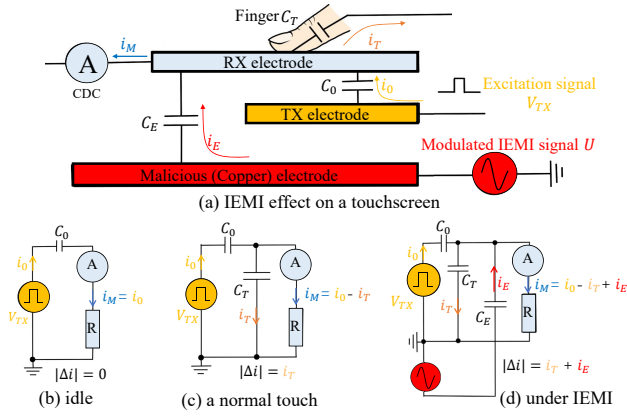 Finger C_T
i_M
i_T
A
CDC
RX electrode
C_0
i_0
Excitation signal
V_TX
TX electrode
C_E
i_E
Modulated IEMI signal U
Malicious (Copper) electrode
(a) IEMI effect on a touchscreen
C_0
i_0
A
V_TX
i_M = i_0
R
|Δi| = 0
(b) idle
C_0
i_0
A
C_T
V_TX
i_T
i_M = i_0 - i_T
R
|Δi| = i_T
(c) a normal touch
C_0
i_0
A
C_T
i_E
V_TX
i_T
C_E
i_M = i_0 - i_T + i_E
R
|Δi| = i_T + i_E
(d) under IEMI